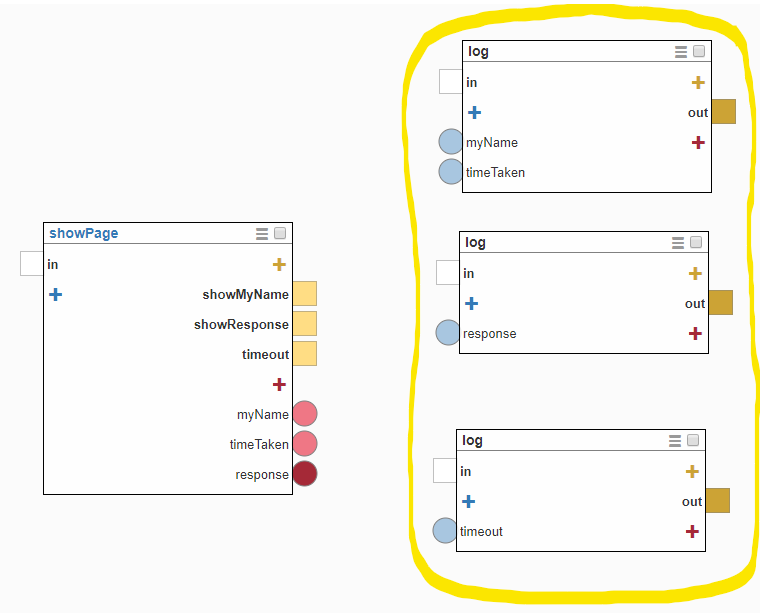 log
in
out
myName
timeTaken
showPage
in
showMyName
showResponse
timeout
myName
timeTaken
response
log
in
out
response
log
in
out
timeout